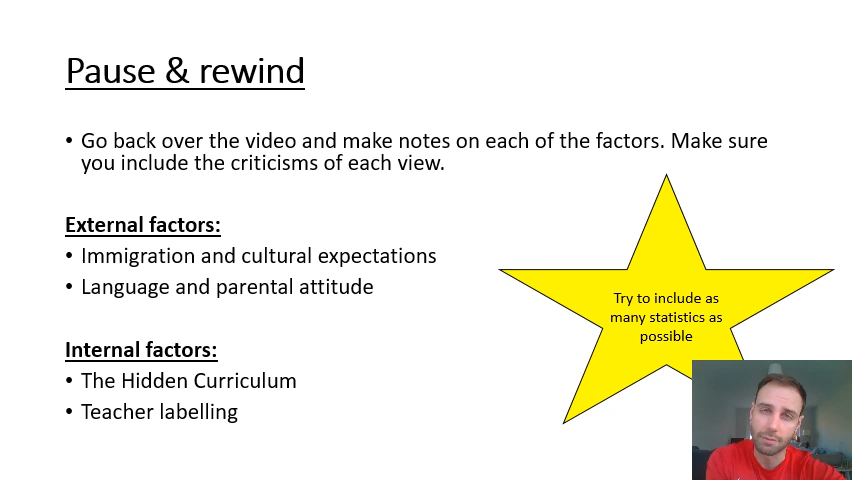 Pause & rewind
• Go back over the video and make notes on each of the factors. Make sure
you include the criticisms of each view.
External factors:
• Immigration and cultural expectations
• Language and parental attitude
Try to include as
many statistics as
possible
Internal factors:
• The Hidden Curriculum
• Teacher labelling